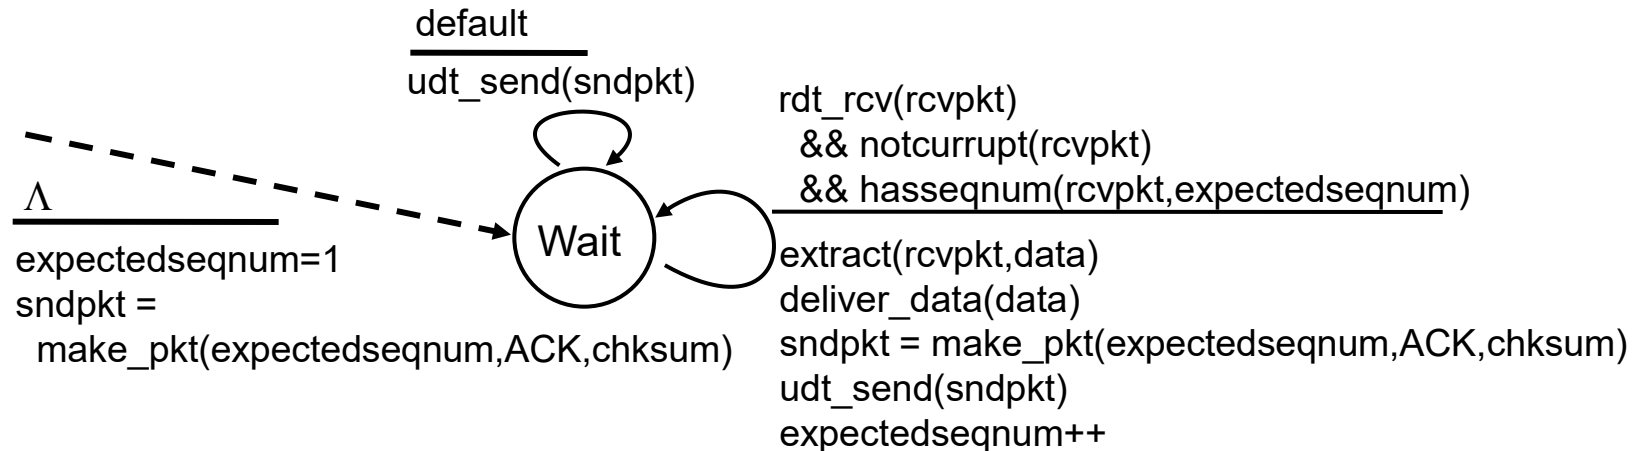 default
udt_send(sndpkt)
rdt_rcv(rcvpkt)
&& notcurrupt(rcvpkt)
&& hasseqnum(rcvpkt,expectedseqnum)
Λ
expectedseqnum=1
sndpkt =
make_pkt(expectedseqnum,ACK,chksum)
Wait
extract(rcvpkt,data)
deliver_data(data)
sndpkt = make_pkt(expectedseqnum,ACK,chksum)
udt_send(sndpkt)
expectedseqnum++